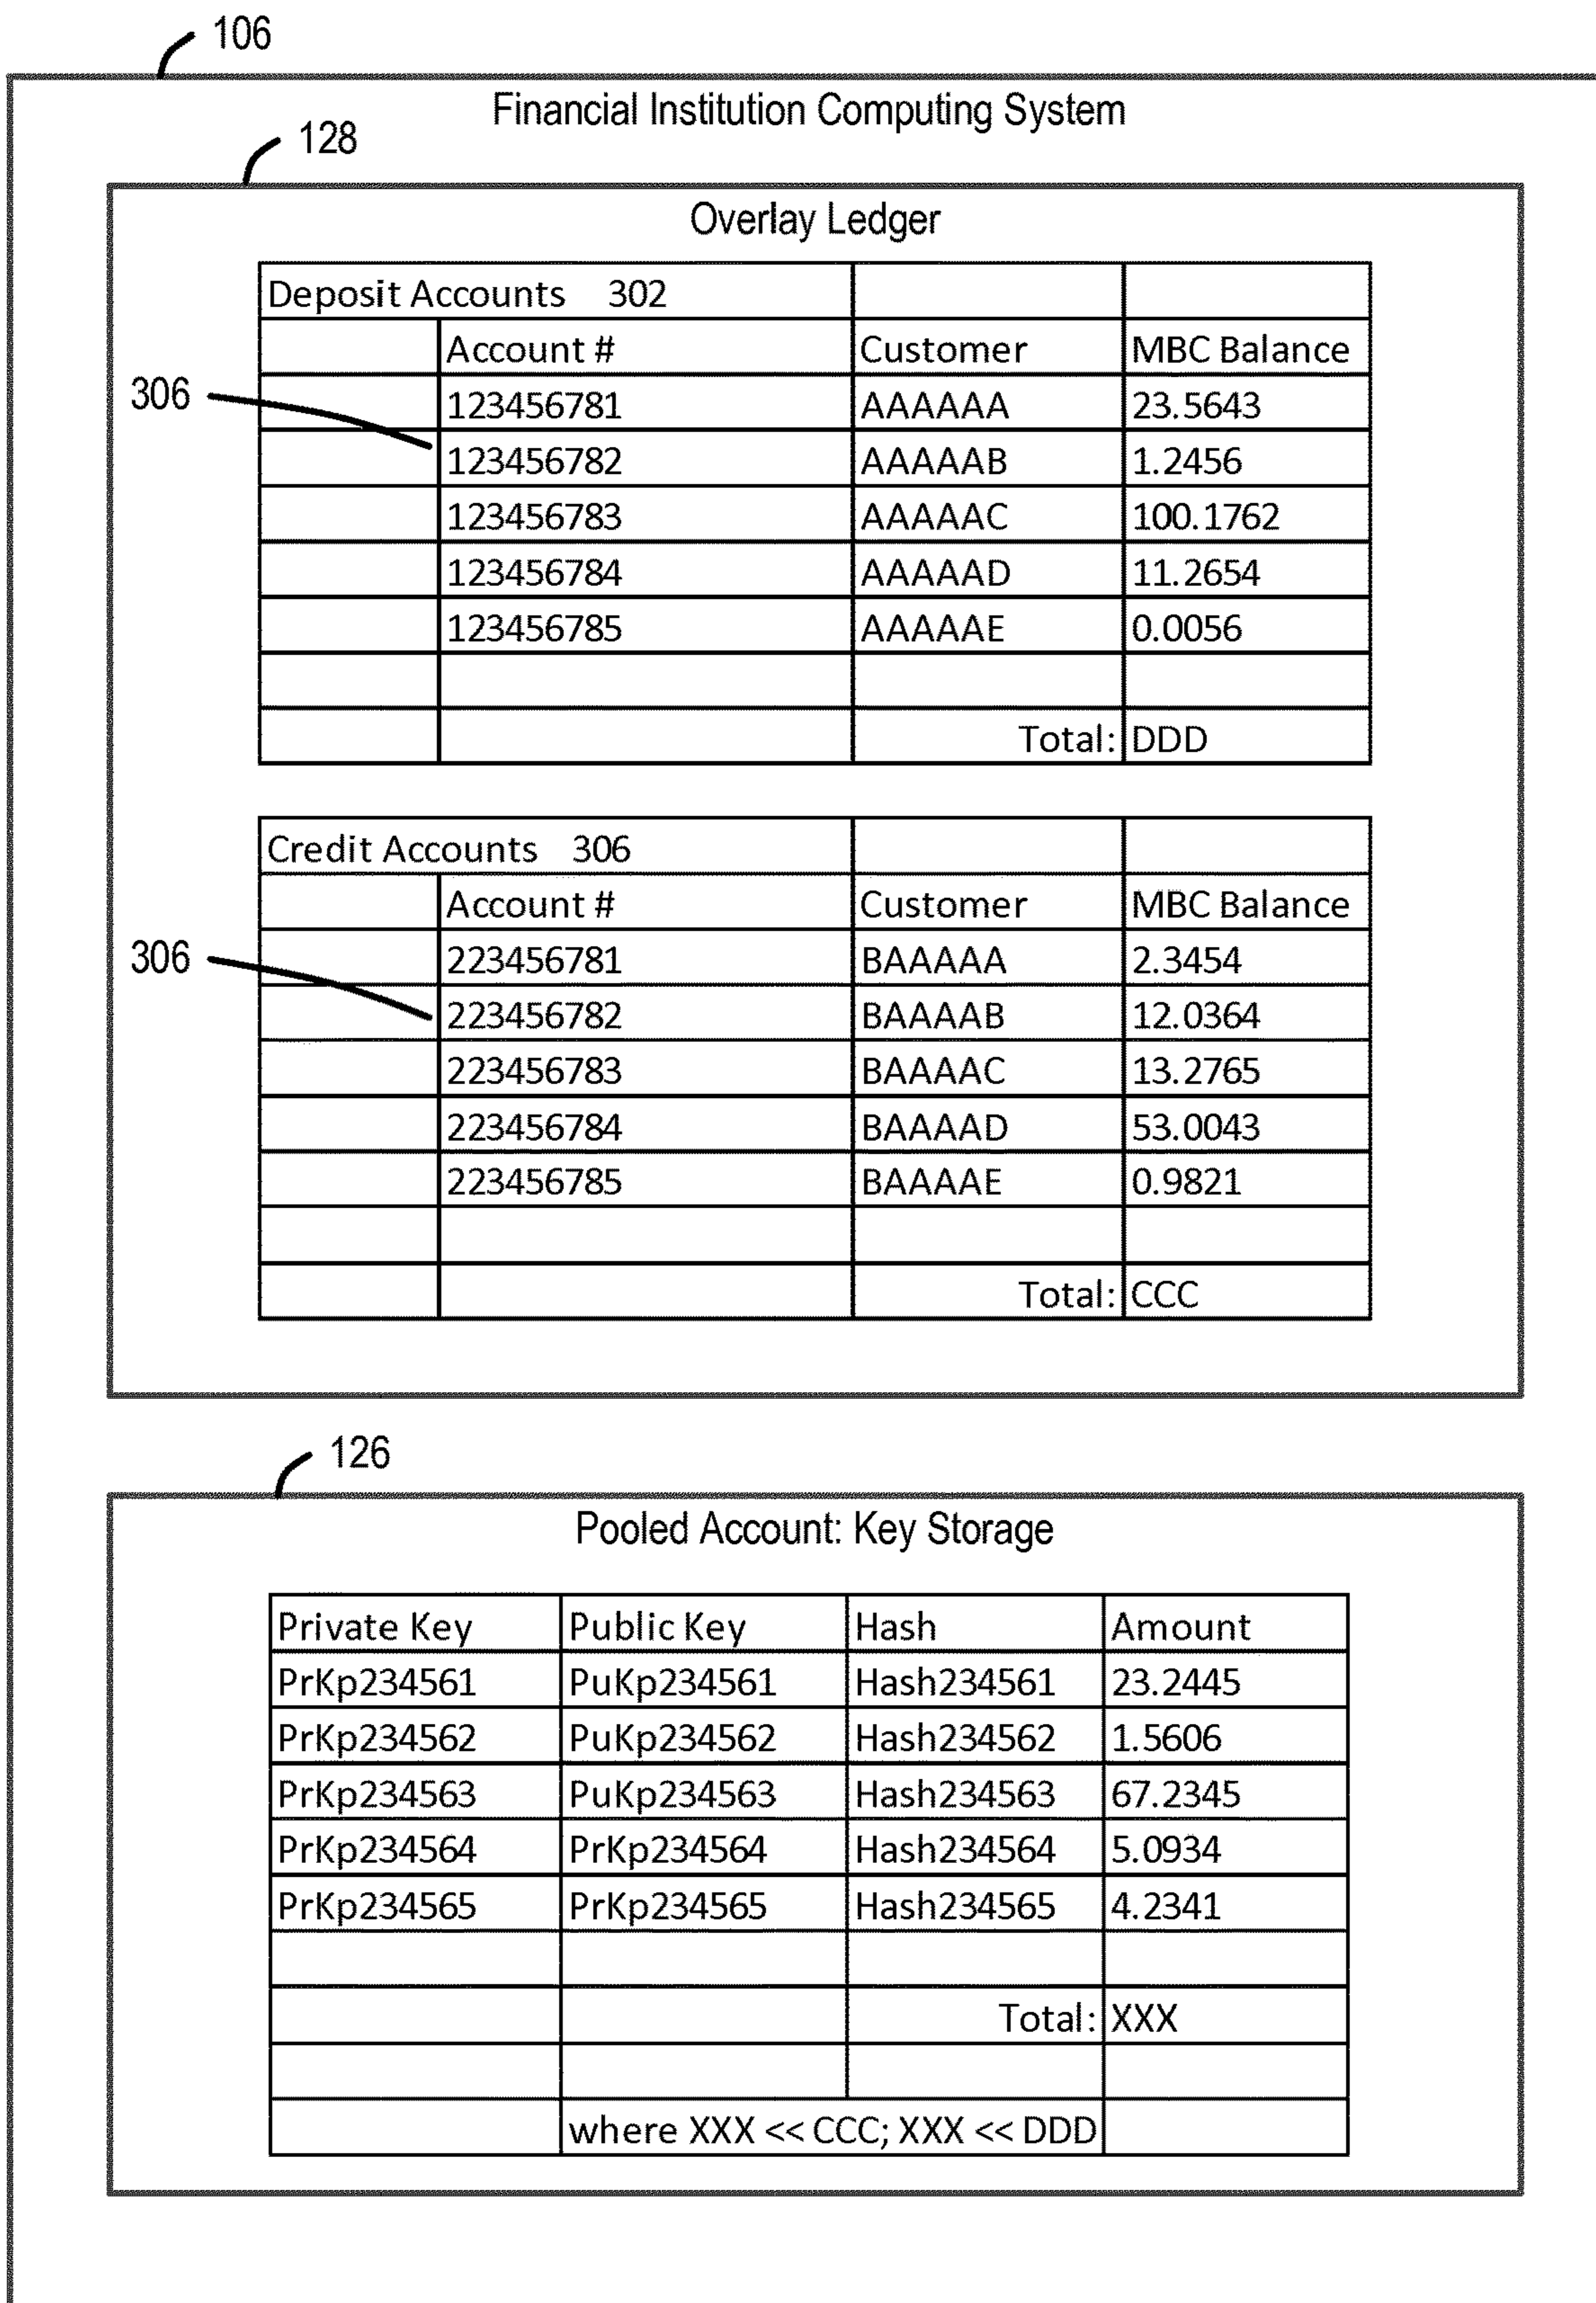 106
Financial Institution Computing System
128
Overlay Ledger
Deposit Accounts 302
Account # Customer MBC Balance
306
123456781 AAAAAA 23.5643
123456782 AAAAAB 1.2456
123456783 AAAAAC 100.1762
123456784 AAAAAD 11.2654
123456785 AAAAAE 0.0056
Total: DDD
Credit Accounts 306
Account # Customer MBC Balance
306
223456781 BAAAAA 2.3454
223456782 BAAAAB 12.0364
223456783 BAAAAC 13.2765
223456784 BAAAAD 53.0043
223456785 BAAAAE 0.9821
Total: CCC
126
Pooled Account: Key Storage
Private Key Public Key Hash Amount
PrKp234561 PuKp234561 Hash234561 23.2445
PrKp234562 PuKp234562 Hash234562 1.5606
PrKp234563 PuKp234563 Hash234563 67.2345
PrKp234564 PrKp234564 Hash234564 5.0934
PrKp234565 PrKp234565 Hash234565 4.2341
Total: XXX
where XXX << CCC; XXX << DDD